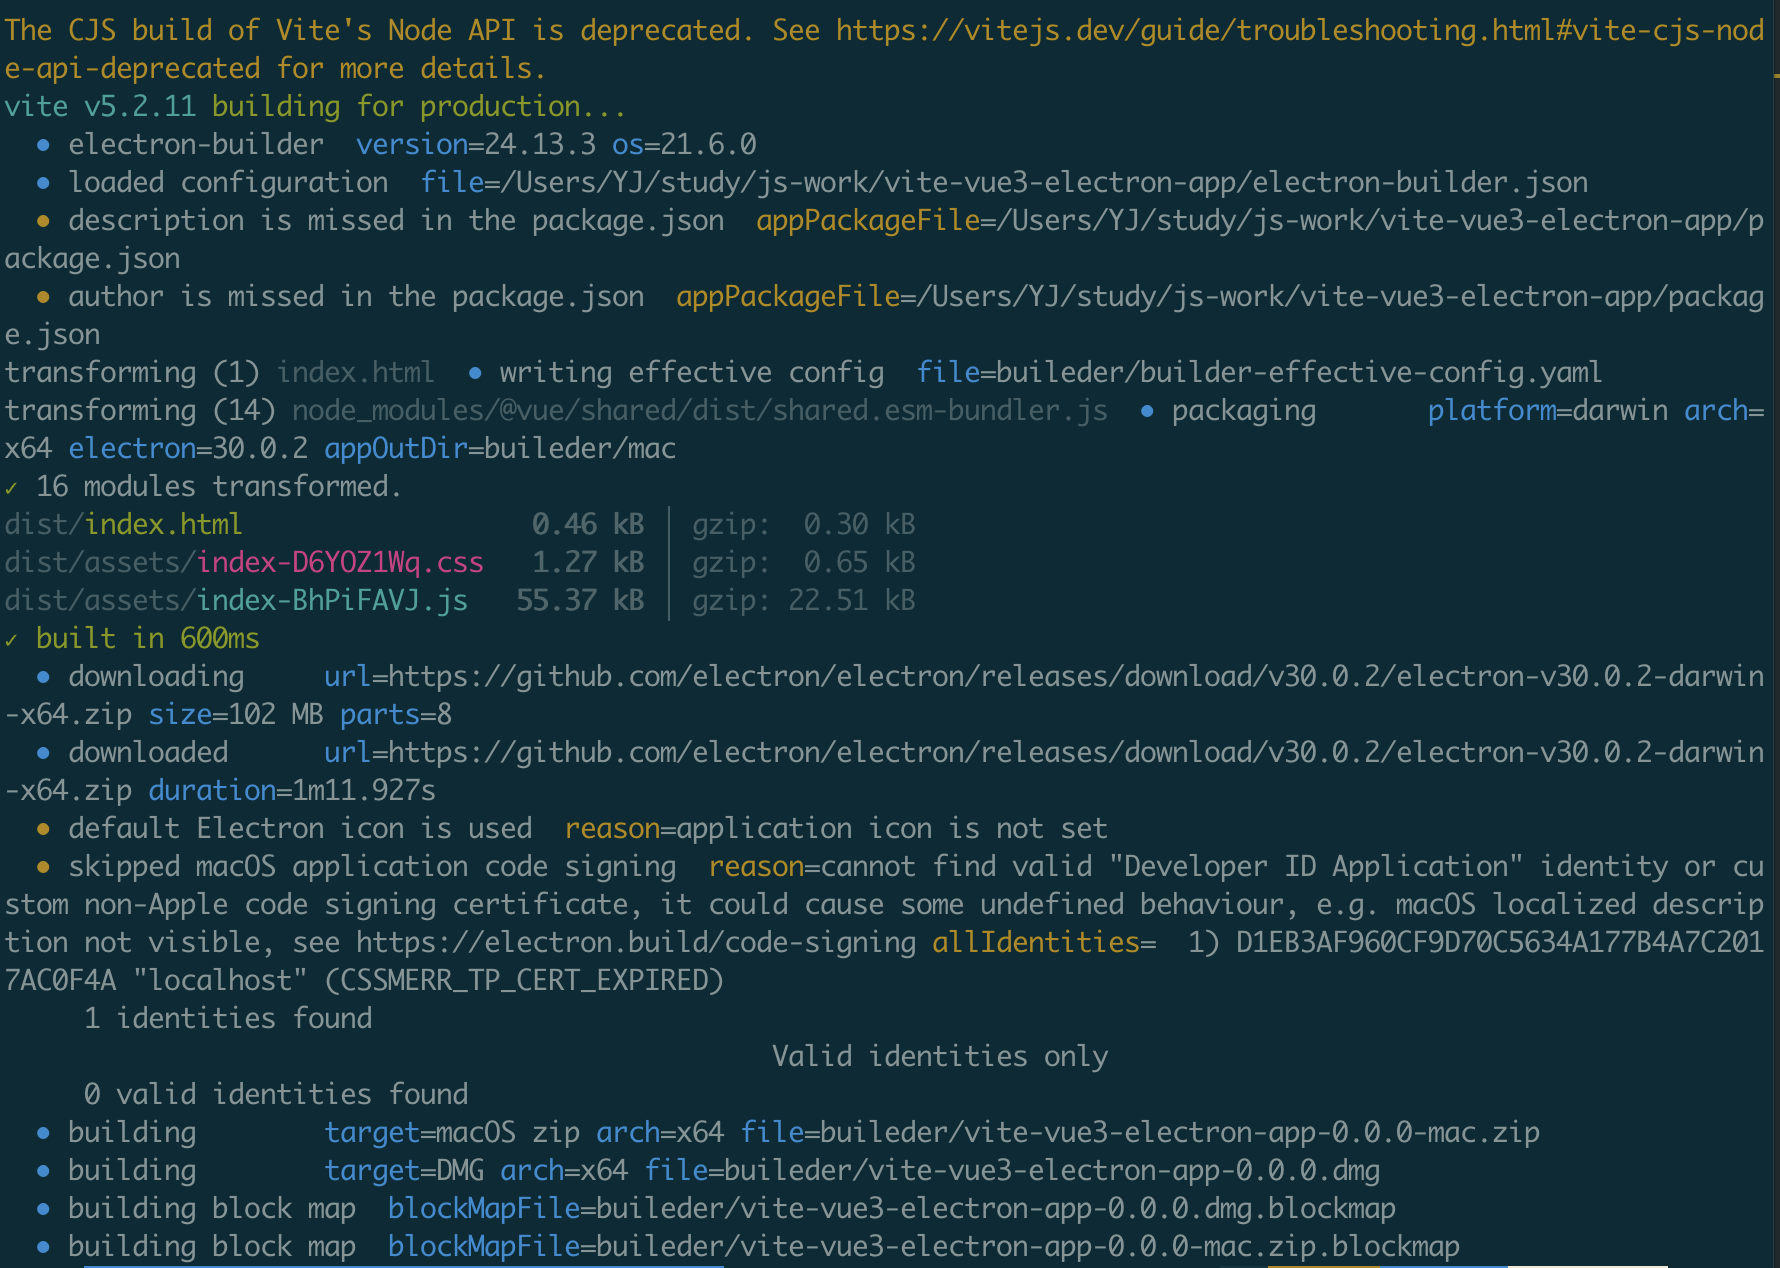 The CJS build of Vite's Node API is deprecated. See https://vitejs.dev/guide/troubleshooting.html#vite-cjs-nod
e-api-deprecated for more details.
vite v5.2.11 building for production...
• electron-builder  version=24.13.3 os=21.6.0
• loaded configuration  file=/Users/YJ/study/js-work/vite-vue3-electron-app/electron-builder.json
• description is missed in the package.json  appPackageFile=/Users/YJ/study/js-work/vite-vue3-electron-app/p
ackage.json
• author is missed in the package.json  appPackageFile=/Users/YJ/study/js-work/vite-vue3-electron-app/packag
e.json
transforming (1) index.html  • writing effective config  file=buileder/builder-effective-config.yaml
transforming (14) node_modules/@vue/shared/dist/shared.esm-bundler.js  • packaging       platform=darwin arch=
x64 electron=30.0.2 appOutDir=buileder/mac
✓ 16 modules transformed.
dist/index.html                  0.46 kB │ gzip:  0.30 kB
dist/assets/index-D6YOZ1Wq.css   1.27 kB │ gzip:  0.65 kB
dist/assets/index-BhPiFAVJ.js   55.37 kB │ gzip: 22.51 kB
✓ built in 600ms
• downloading     url=https://github.com/electron/electron/releases/download/v30.0.2/electron-v30.0.2-darwin
-x64.zip size=102 MB parts=8
• downloaded      url=https://github.com/electron/electron/releases/download/v30.0.2/electron-v30.0.2-darwin
-x64.zip duration=1m11.927s
• default Electron icon is used  reason=application icon is not set
• skipped macOS application code signing  reason=cannot find valid "Developer ID Application" identity or cu
stom non-Apple code signing certificate, it could cause some undefined behaviour, e.g. macOS localized descrip
tion not visible, see https://electron.build/code-signing allIdentities=  1) D1EB3AF960CF9D70C5634A177B4A7C201
7AC0F4A "localhost" (CSSMERR_TP_CERT_EXPIRED)
1 identities found
Valid identities only
0 valid identities found
• building        target=macOS zip arch=x64 file=buileder/vite-vue3-electron-app-0.0.0-mac.zip
• building        target=DMG arch=x64 file=buileder/vite-vue3-electron-app-0.0.0.dmg
• building block map  blockMapFile=buileder/vite-vue3-electron-app-0.0.0.dmg.blockmap
• building block map  blockMapFile=buileder/vite-vue3-electron-app-0.0.0-mac.zip.blockmap